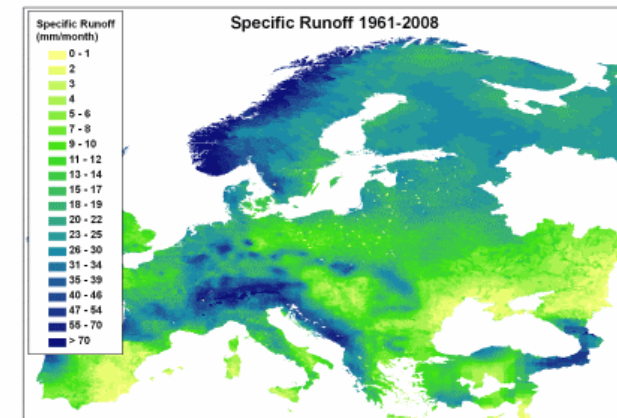 Specific Runoff 1961-2008
Specific Runoff
(mm/month)
0 - 1
2
3
4
5 - 6
7 - 8
9 - 10
11 - 12
13 - 14
15 - 17
18 - 19
20 - 22
23 - 25
26 - 30
31 - 34
35 - 39
40 - 46
47 - 54
55 - 70
> 70